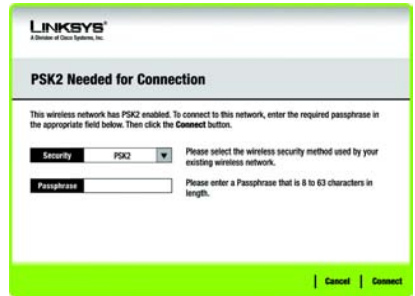 LINKSYS®
A Division of Cisco Systems, Inc.
PSK2 Needed for Connection
This wireless network has PSK2 enabled. To connect to this network, enter the required passphrase in
the appropriate field below. Then click the Connect button.
Security
PSK2
Please select the wireless security method used by your
existing wireless network.
Passphrase
Please enter a Passphrase that is 8 to 63 characters in
length.
Cancel
Connect